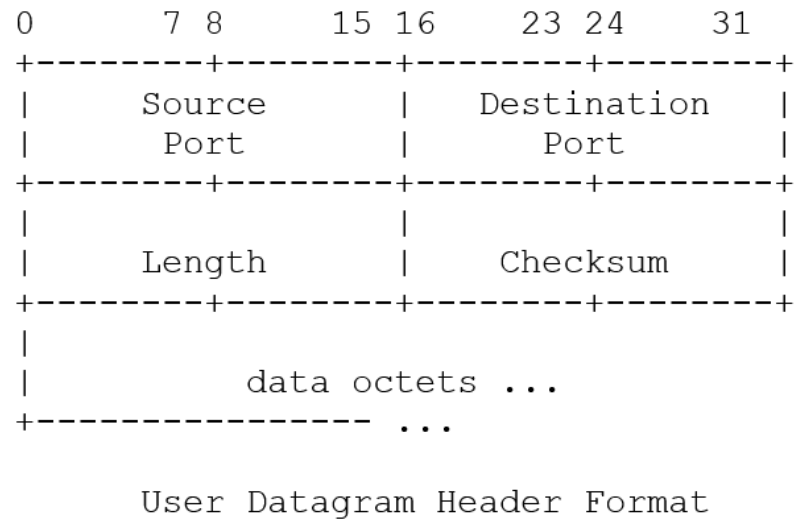 0      7 8     15 16    23 24    31
+--------+--------+--------+--------+
|     Source      |   Destination   |
|      Port       |      Port       |
+--------+--------+--------+--------+
|                 |                 |
|     Length      |    Checksum     |
+--------+--------+--------+--------+
|
|          data octets ...
+---------------- ...
User Datagram Header Format